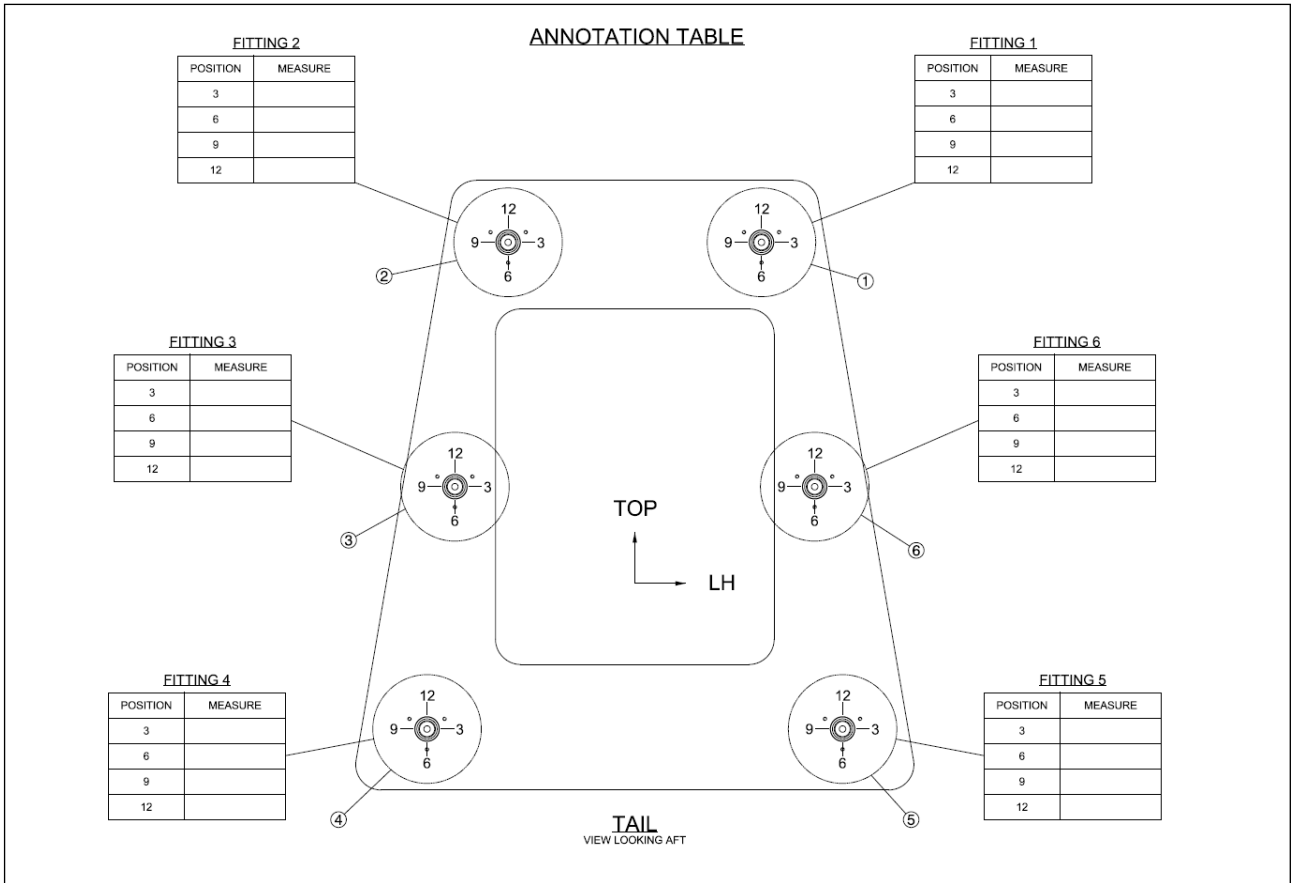 ANNOTATION TABLE
FITTING 2
POSITION MEASURE
3
6
9
12
FITTING 1
POSITION MEASURE
3
6
9
12
12
9 3
6
②
12
9 3
6
①
FITTING 3
POSITION MEASURE
3
6
9
12
FITTING 6
POSITION MEASURE
3
6
9
12
12
9 3
6
③
12
9 3
6
⑥
TOP
LH
FITTING 4
POSITION MEASURE
3
6
9
12
FITTING 5
POSITION MEASURE
3
6
9
12
12
9 3
6
④
12
9 3
6
⑤
TAIL
VIEW LOOKING AFT